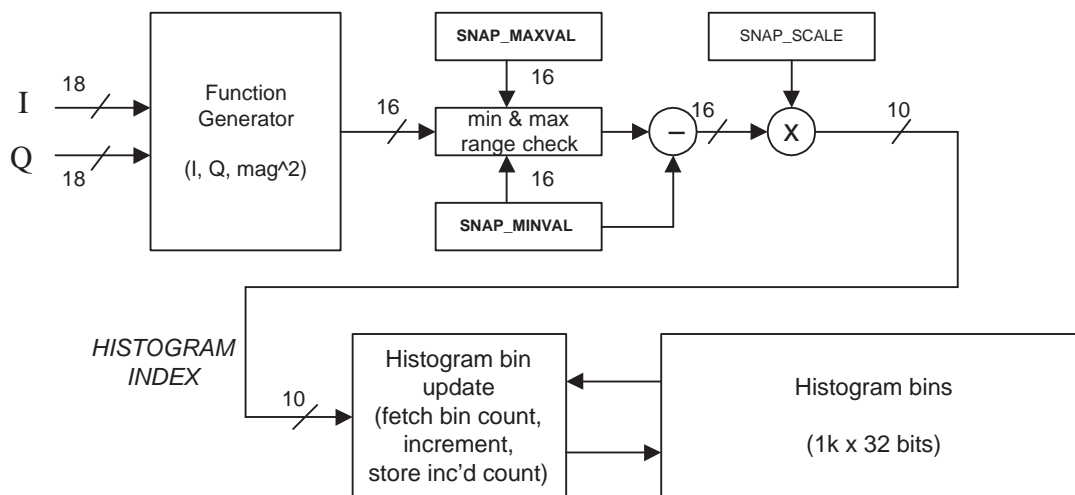 SNAP_MAXVAL
SNAP_SCALE
18
I
Q
18
Function
Generator
(I, Q, mag^2)
16
16
min & max
range check
16
SNAP_MINVAL
–
16
X
10
HISTOGRAM
INDEX
10
Histogram bin
update
(fetch bin count,
increment,
store inc'd count)
Histogram bins
(1k x 32 bits)